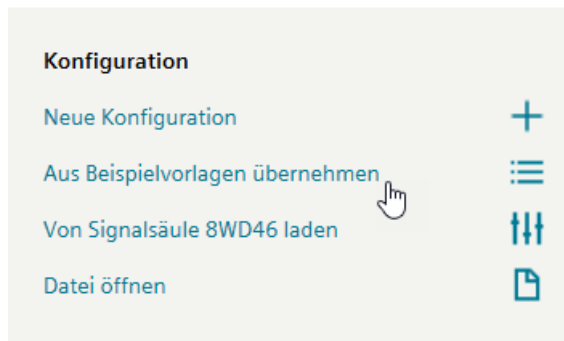 Konfiguration
Neue Konfiguration
Aus Beispielvorlagen übernehmen
Von Signalsäule 8WD46 laden
Datei öffnen